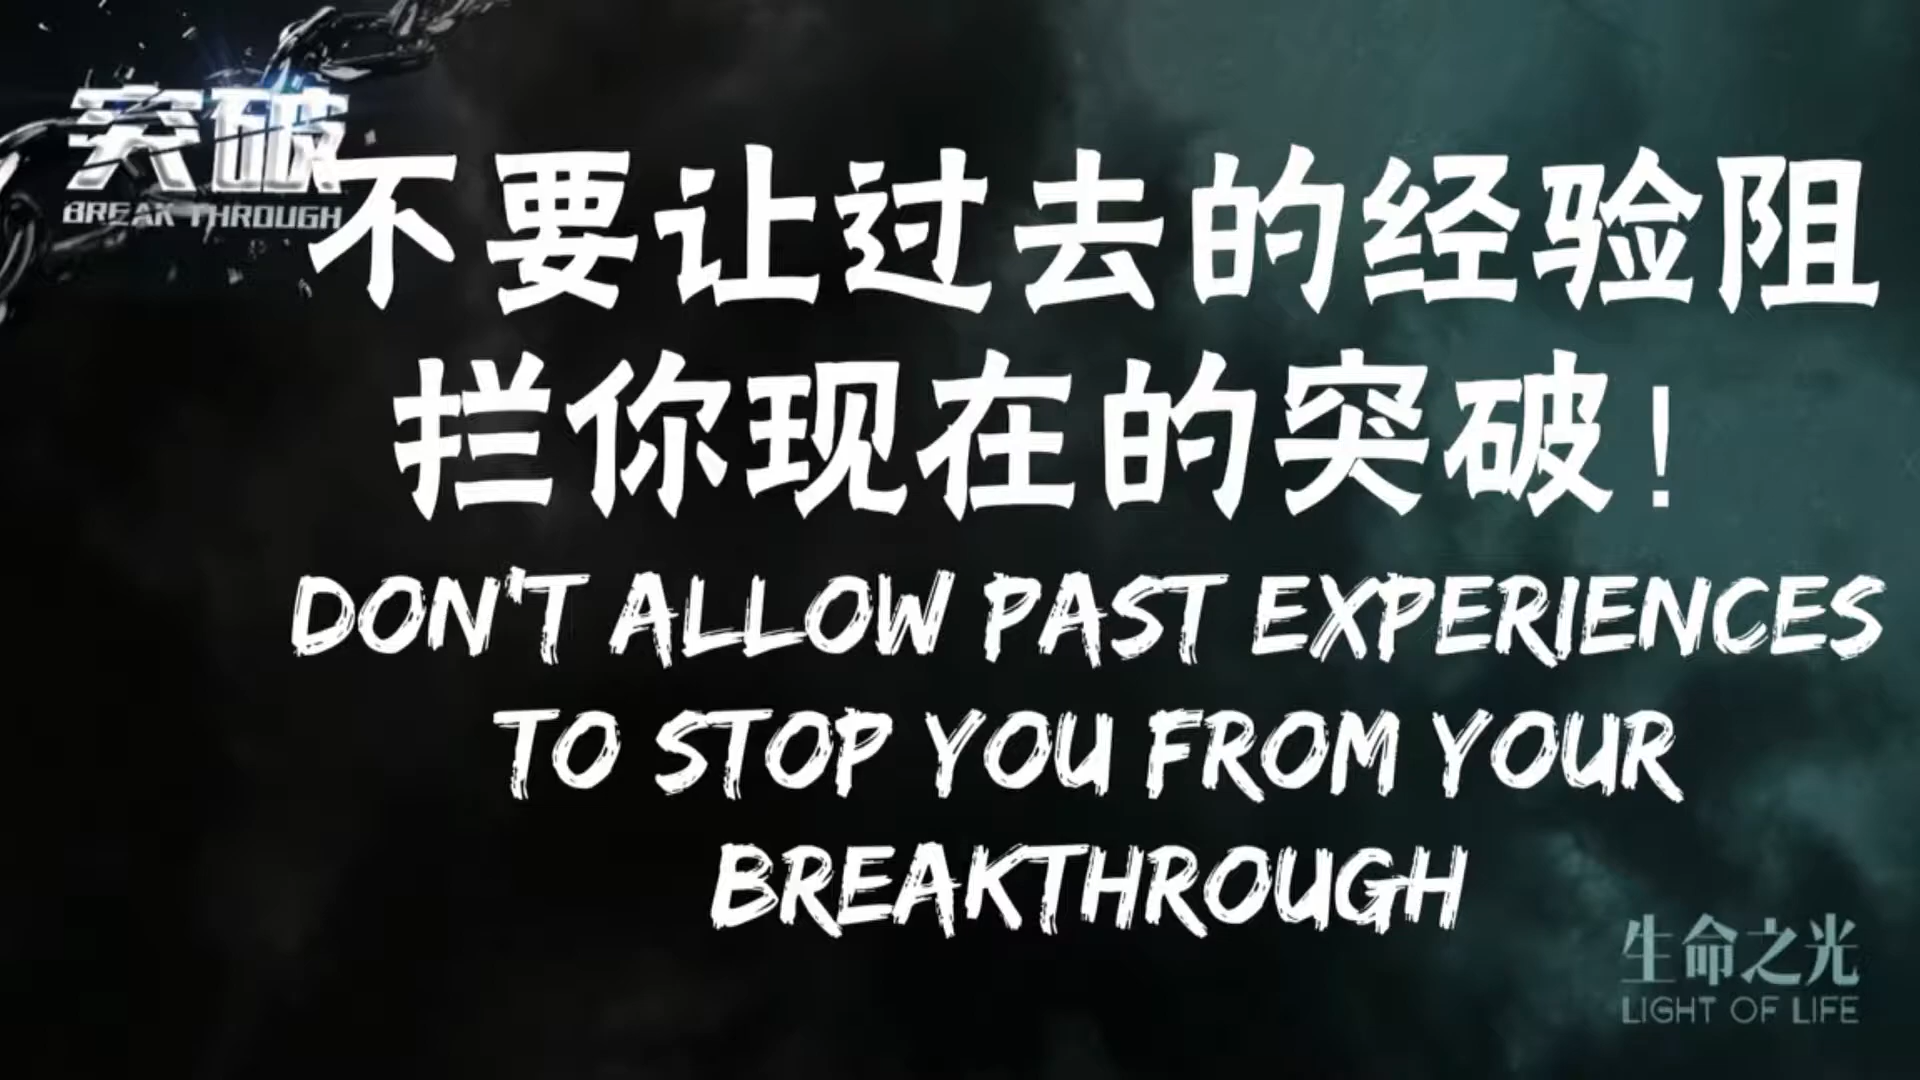 突破
BREAK THROUGH
不要让过去的经验阻
拦你现在的突破！
DON'T ALLOW PAST EXPERIENCES
TO STOP YOU FROM YOUR
BREAKTHROUGH
生命之光
LIGHT OF LIFE